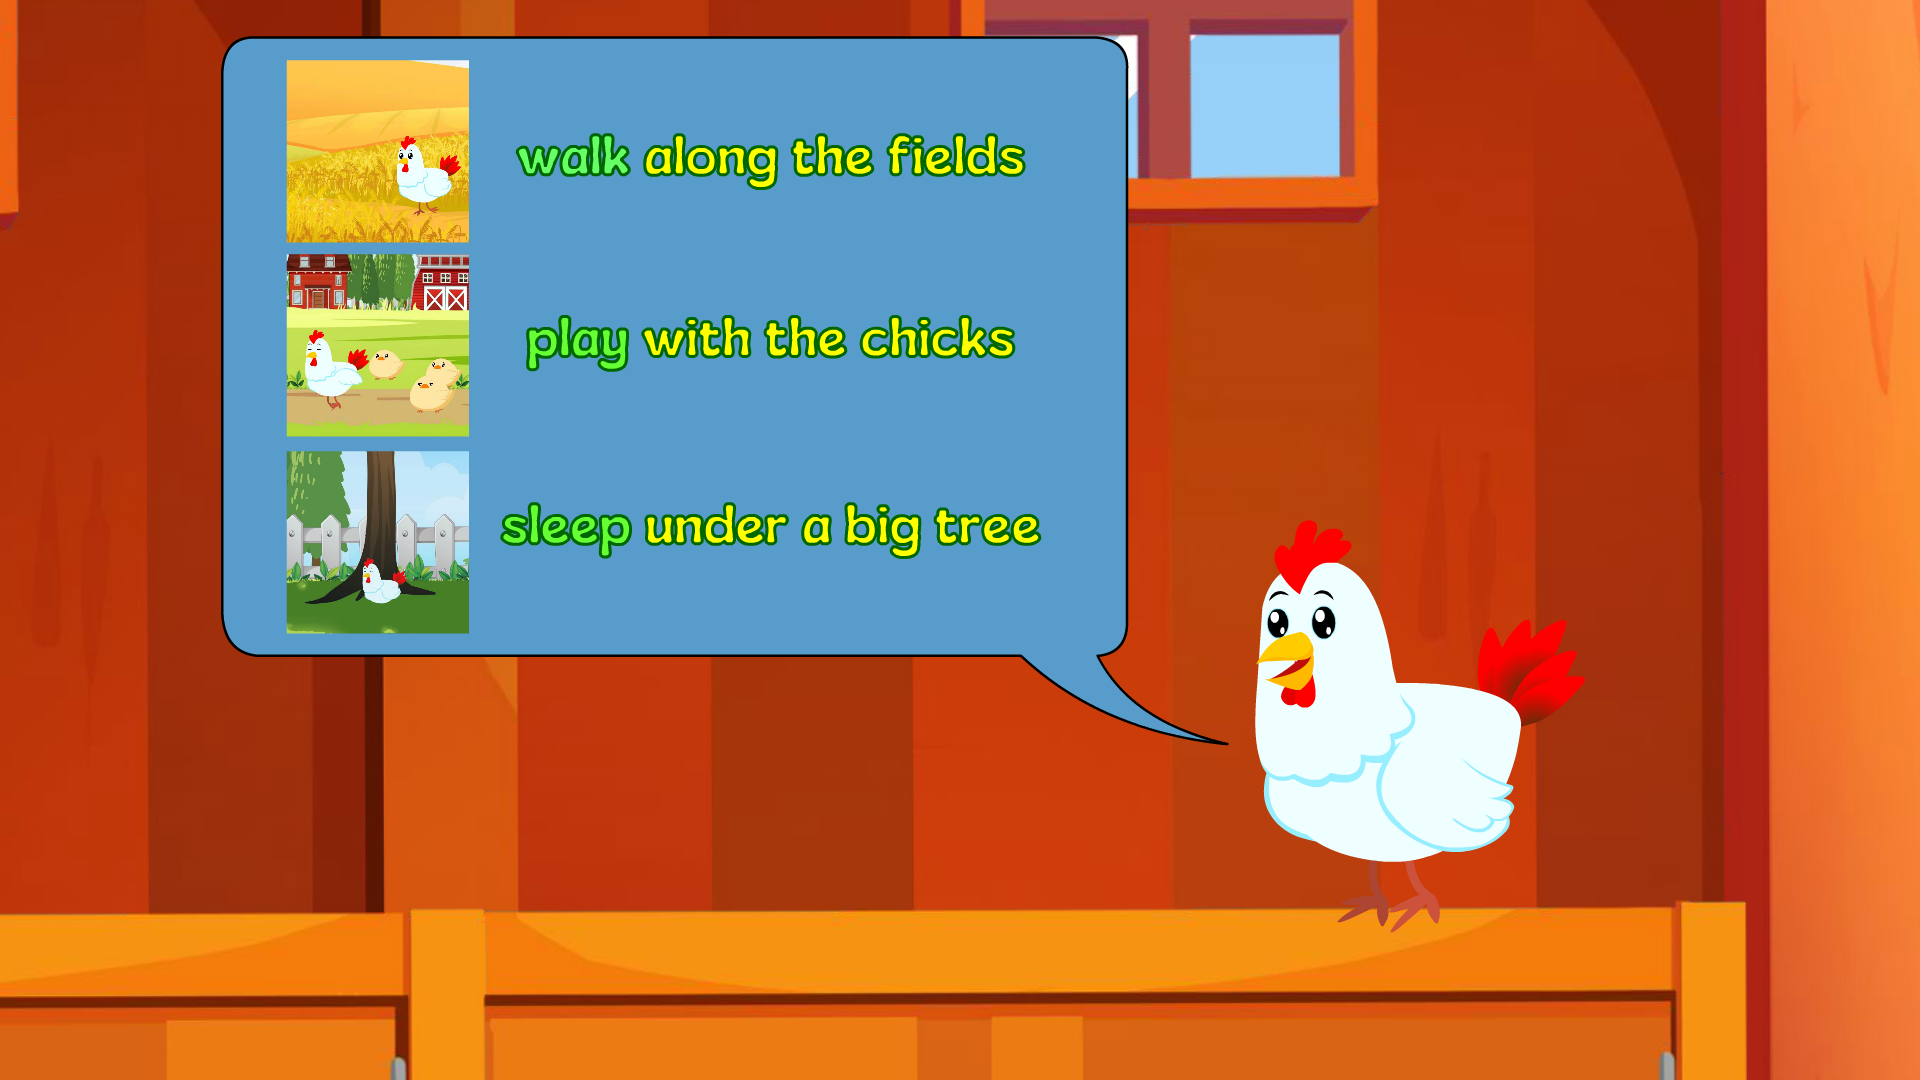 walk along the fields
play with the chicks
sleep under a big tree